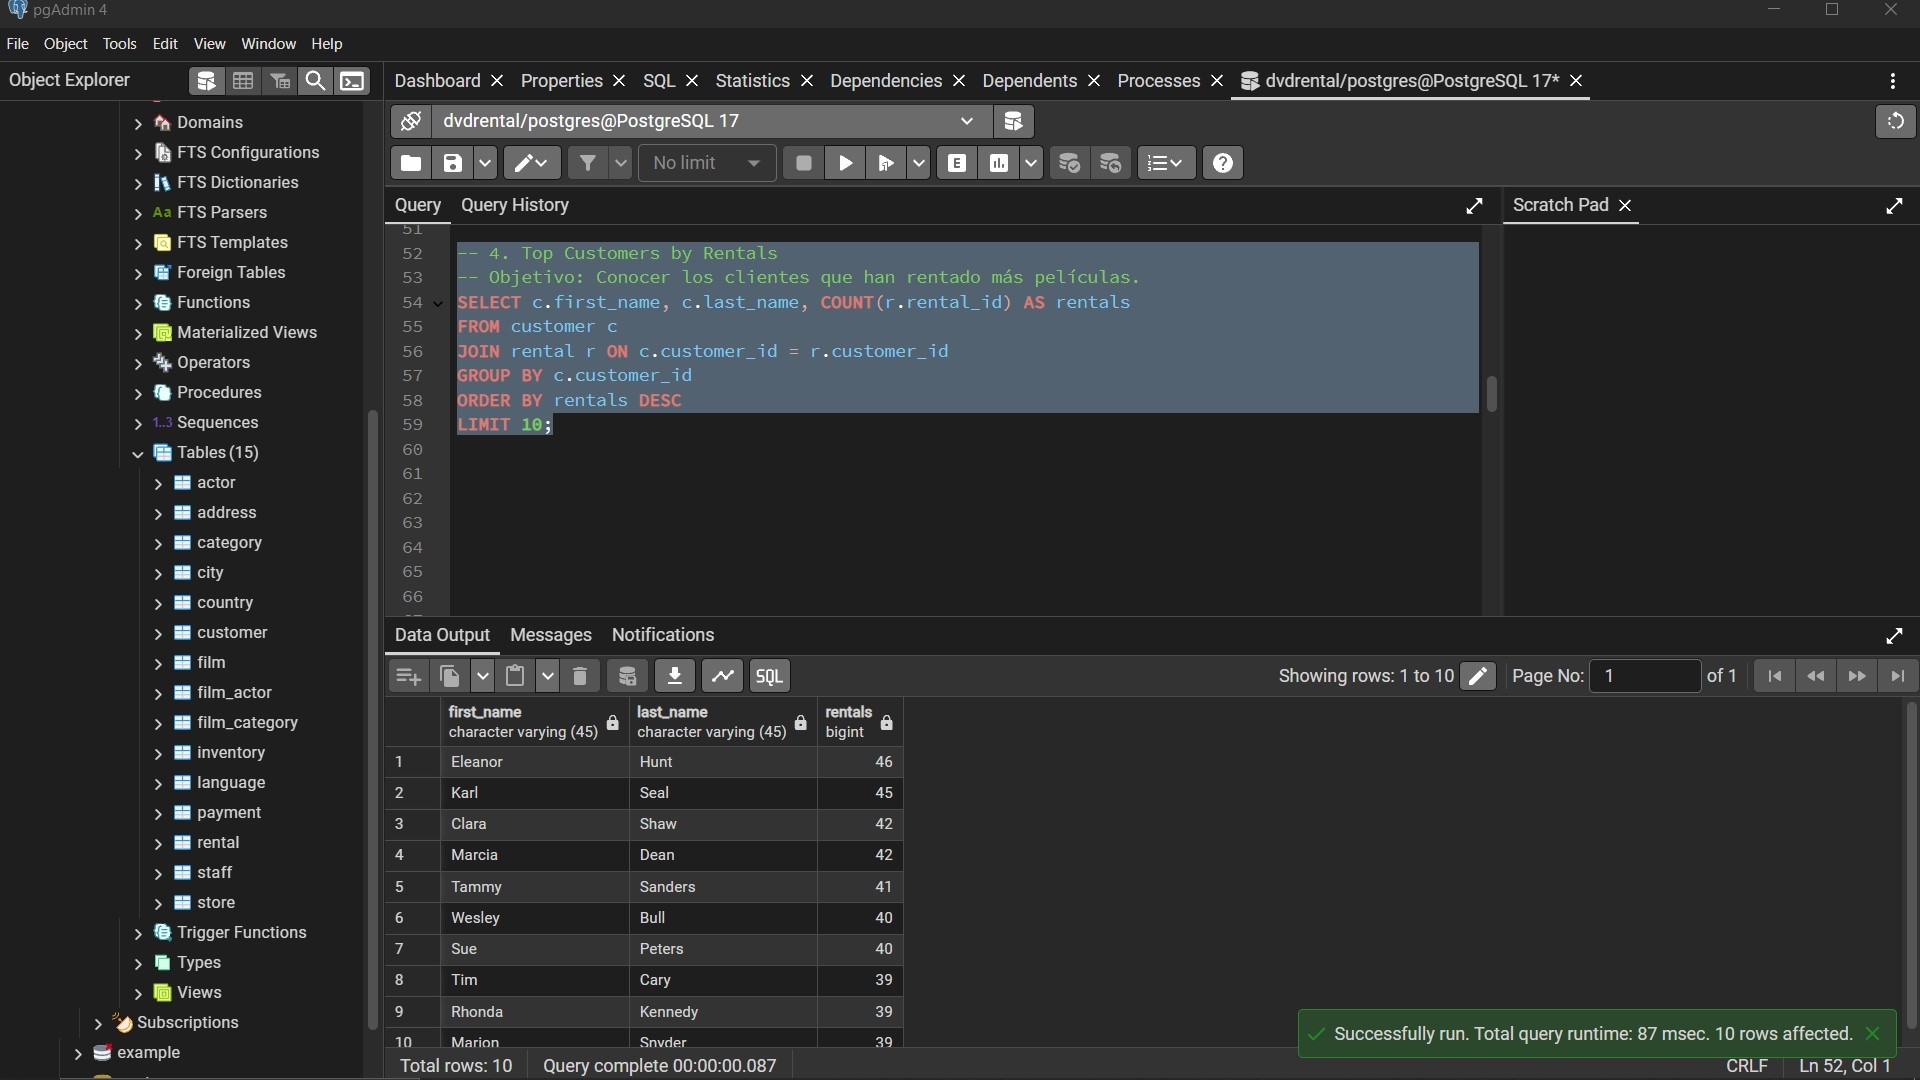 pgAdmin 4
File Object Tools Edit View Window Help
Object Explorer
Dashboard Properties SQL Statistics Dependencies Dependents Processes dvdrental/postgres@PostgreSQL 17*
dvdrental/postgres@PostgreSQL 17
No limit
E
Query Query History
Scratch Pad
Domains
FTS Configurations
FTS Dictionaries
Aa FTS Parsers
FTS Templates
Foreign Tables
Functions
Materialized Views
Operators
Procedures
1..3 Sequences
Tables (15)
actor
address
category
city
country
customer
film
film_actor
film_category
inventory
language
payment
rental
staff
store
Trigger Functions
Types
Views
Subscriptions
example
51
52 -- 4. Top Customers by Rentals
53 -- Objetivo: Conocer los clientes que han rentado más películas.
54 SELECT c.first_name, c.last_name, COUNT(r.rental_id) AS rentals
55 FROM customer c
56 JOIN rental r ON c.customer_id = r.customer_id
57 GROUP BY c.customer_id
58 ORDER BY rentals DESC
59 LIMIT 10;
60
61
62
63
64
65
66
Data Output Messages Notifications
SQL
Showing rows: 1 to 10 Page No: 1 of 1
first_name last_name rentals
character varying (45) character varying (45) bigint
1 Eleanor Hunt 46
2 Karl Seal 45
3 Clara Shaw 42
4 Marcia Dean 42
5 Tammy Sanders 41
6 Wesley Bull 40
7 Sue Peters 40
8 Tim Cary 39
9 Rhonda Kennedy 39
10 Marion Snyder 39
Successfully run. Total query runtime: 87 msec. 10 rows affected.
Total rows: 10 Query complete 00:00:00.087 CRLF Ln 52, Col 1